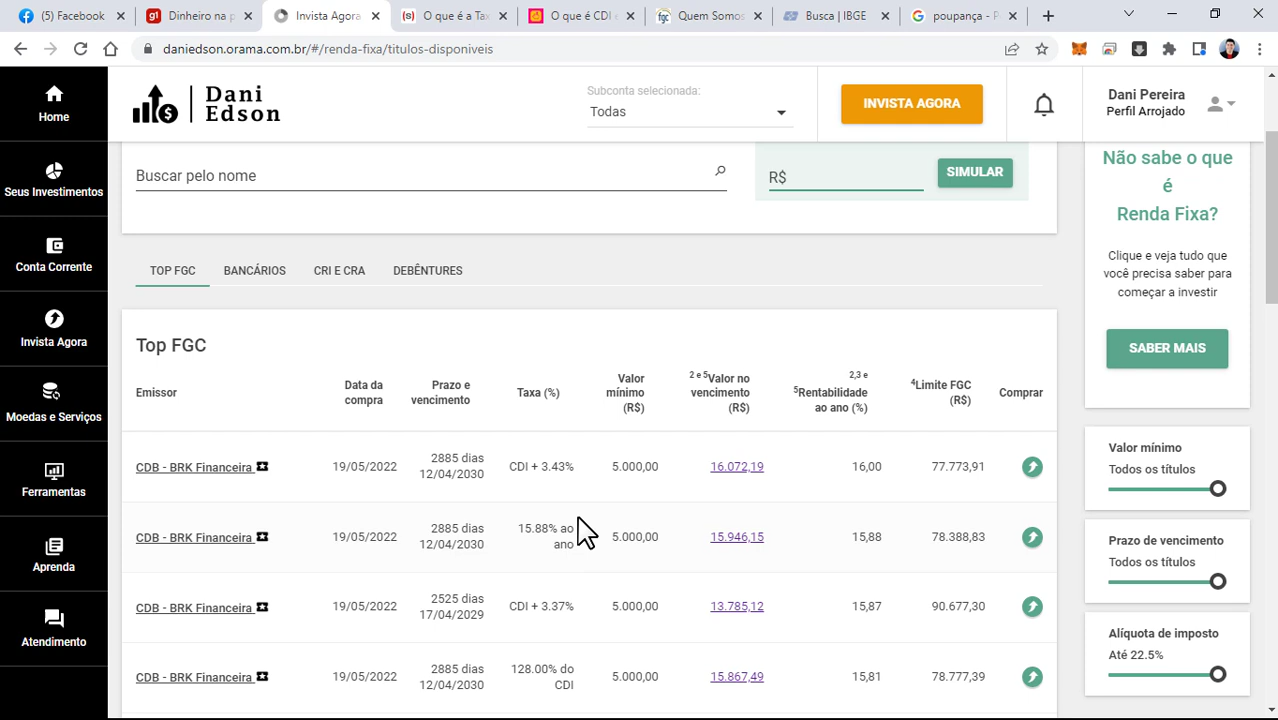 (8) Facebook
Dinheiro na p
Invista Agora
O que é a Tax
O que é CDI e
Quem Somos
Busca | IBGE
poupança - P
daniedson.orama.com.br/#/renda-fixa/titulos-disponiveis
Home
Seus Investimentos
Conta Corrente
Invista Agora
Moedas e Serviços
Ferramentas
Aprenda
Atendimento
Dani
Edson
Subconta selecionada:
Todas
INVISTA AGORA
Dani Pereira
Perfil Arrojado
Buscar pelo nome
R$
SIMULAR
TOP FGC
BANCÁRIOS
CRI E CRA
DEBÊNTURES
Top FGC
Emissor
Data da
compra
Prazo e
vencimento
Taxa (%)
Valor
mínimo
(R$)
2 e 5Valor no
vencimento
(R$)
2,3 e
5Rentabilidade
ao ano (%)
4Limite FGC
(R$)
Comprar
CDB - BRK Financeira
19/05/2022
2885 dias
12/04/2030
CDI + 3.43%
5.000,00
16.072,19
16,00
77.773,91
CDB - BRK Financeira
19/05/2022
2885 dias
12/04/2030
15.88% ao
ano
5.000,00
15.946,15
15,88
78.388,83
CDB - BRK Financeira
19/05/2022
2525 dias
17/04/2029
CDI + 3.37%
5.000,00
13.785,12
15,87
90.677,30
CDB - BRK Financeira
19/05/2022
2885 dias
12/04/2030
128.00% do
CDI
5.000,00
15.867,49
15,81
78.777,39
Não sabe o que
é
Renda Fixa?
Clique e veja tudo que
você precisa saber para
começar a investir
SABER MAIS
Valor mínimo
Todos os títulos
Prazo de vencimento
Todos os títulos
Alíquota de imposto
Até 22.5%